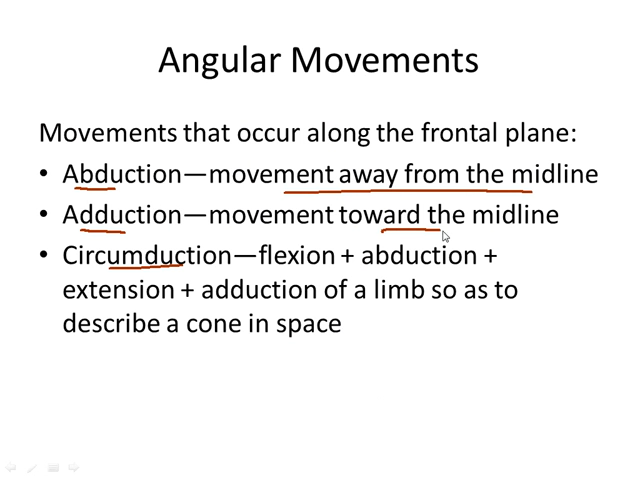 Angular Movements
Movements that occur along the frontal plane:
• Abduction—movement away from the midline
• Adduction—movement toward the midline
• Circumduction—flexion + abduction +
extension + adduction of a limb so as to
describe a cone in space